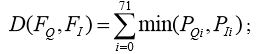 D(F_Q, F_I) = \sum_{i=0}^{71} min(P_{Qi}, P_{Ii}) ;